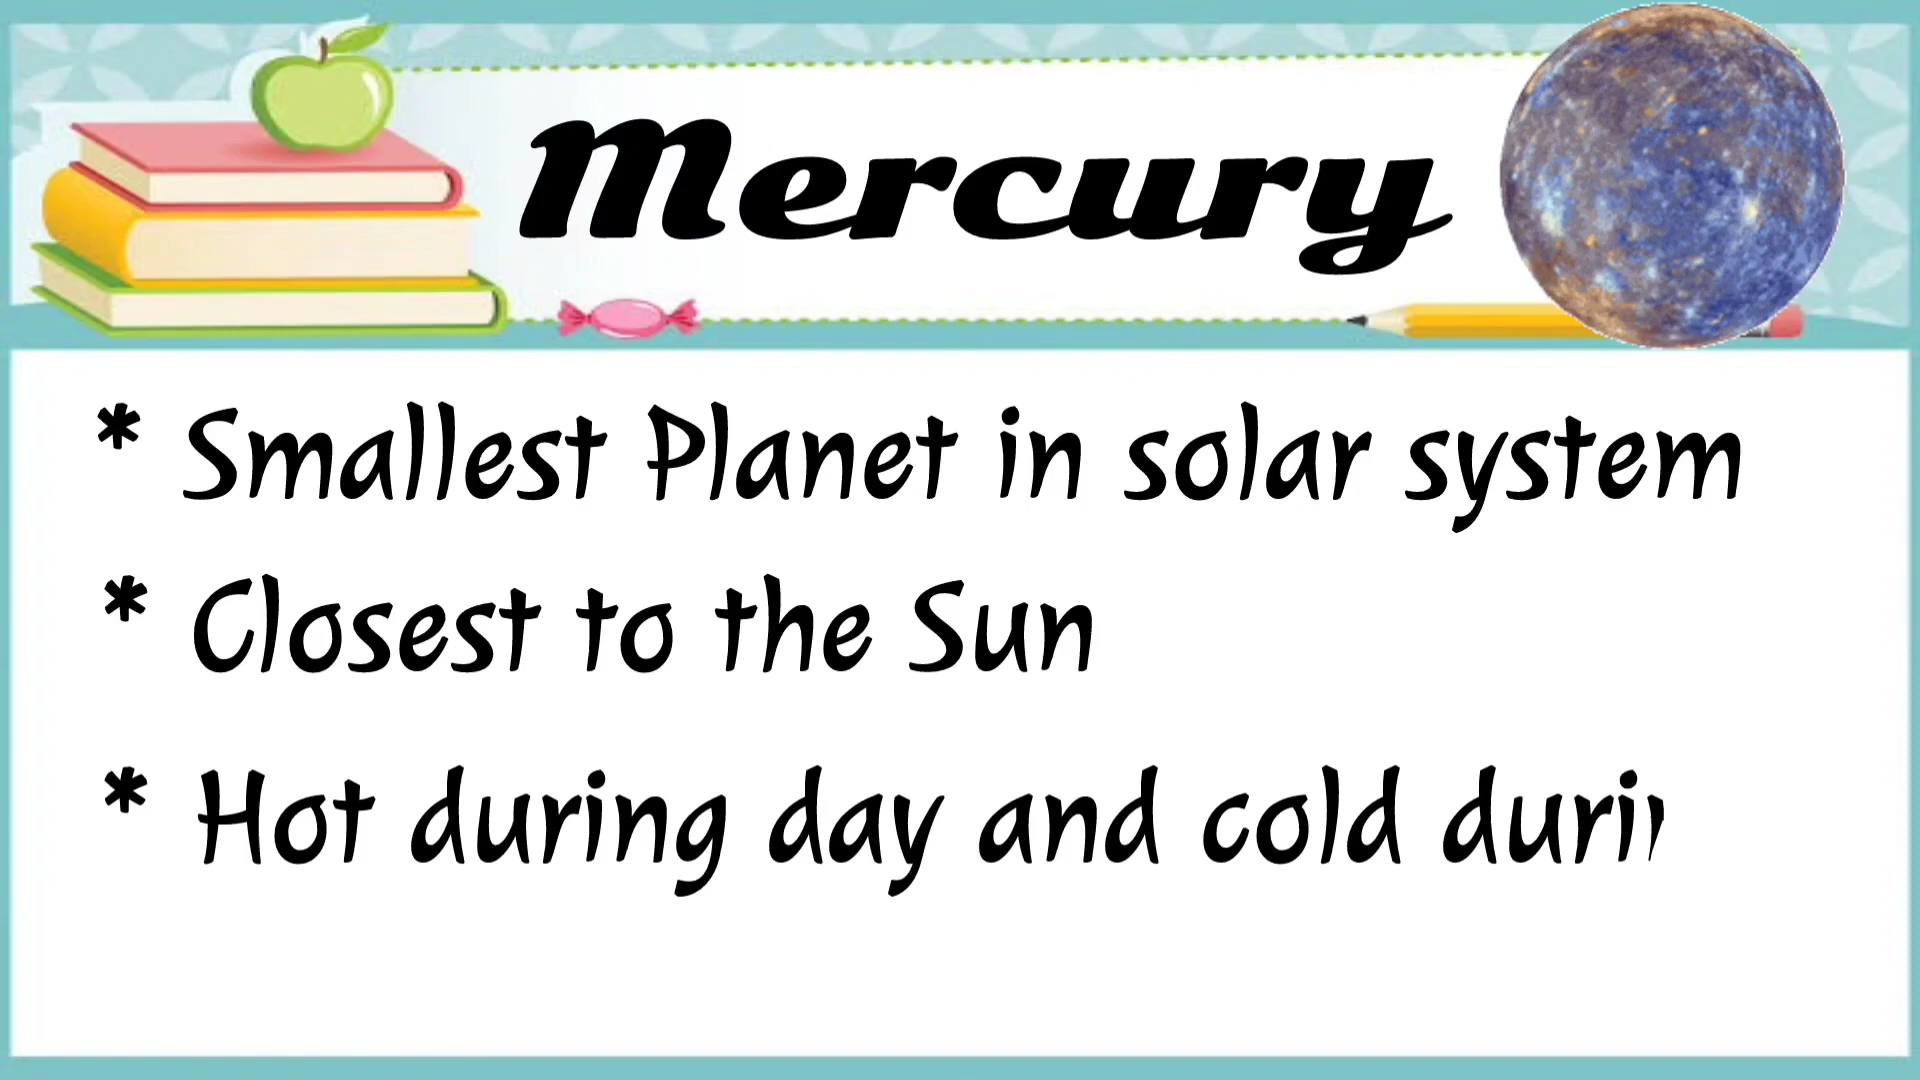 Mercury
* Smallest Planet in solar system
* Closest to the Sun
* Hot during day and cold